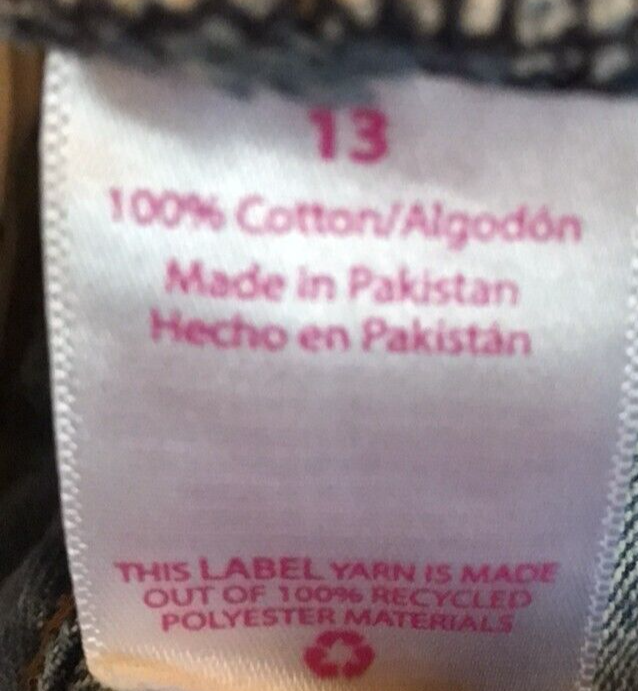 13
100% Cotton/Algodón
Made in Pakistan
Hecho en Pakistán
THIS LABEL YARN IS MADE
OUT OF 100% RECYCLED
POLYESTER MATERIALS